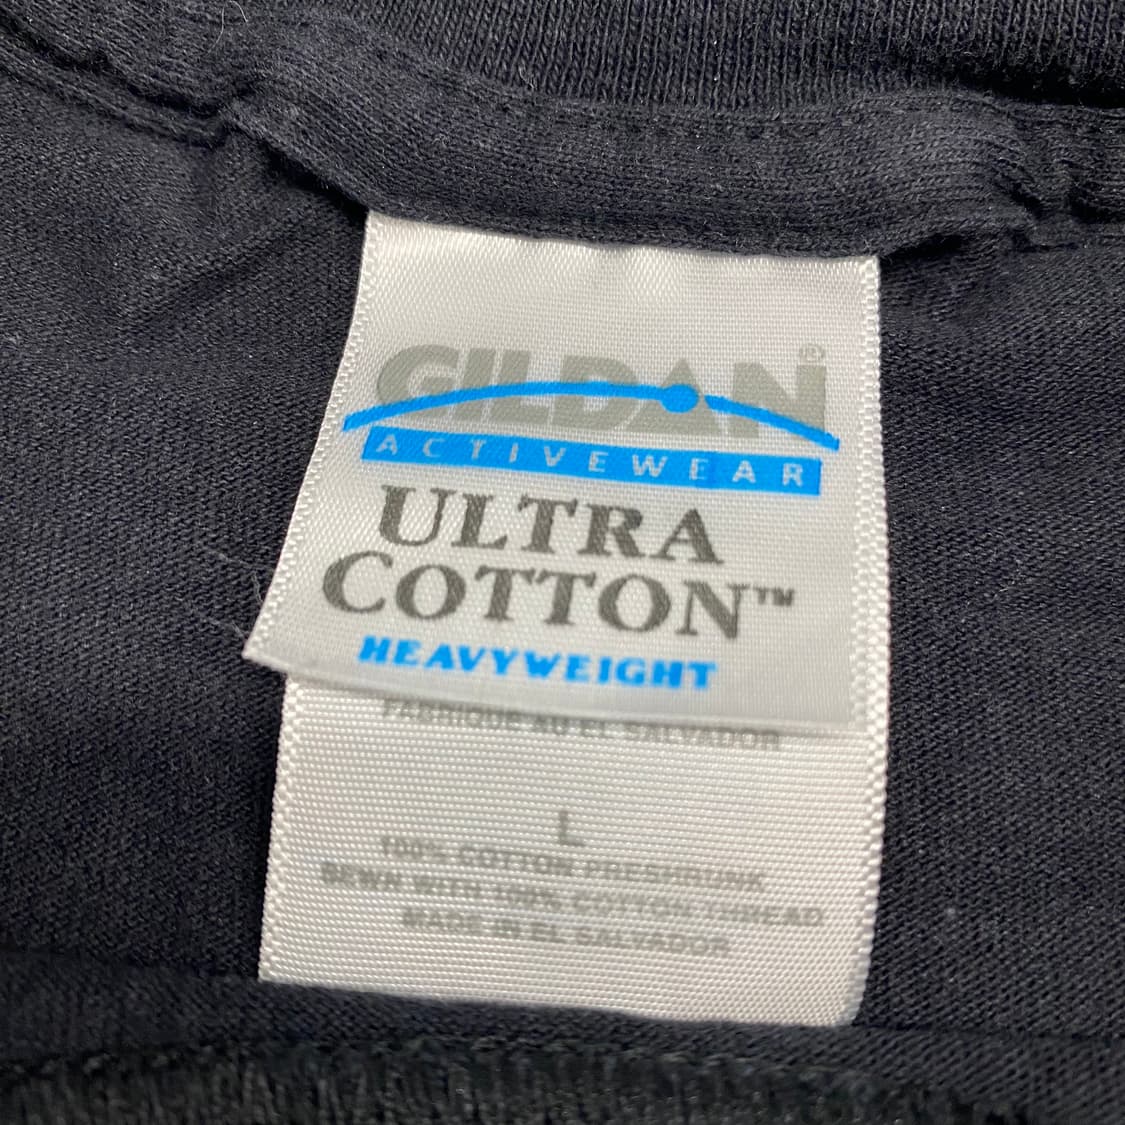 GILDAN®
ACTIVEWEAR
ULTRA
COTTON™
HEAVYWEIGHT
FABRIQUE AU EL SALVADOR
L
100% COTTON PRESHRUNK
SEWN WITH 100% COTTON THREAD
MADE IN EL SALVADOR